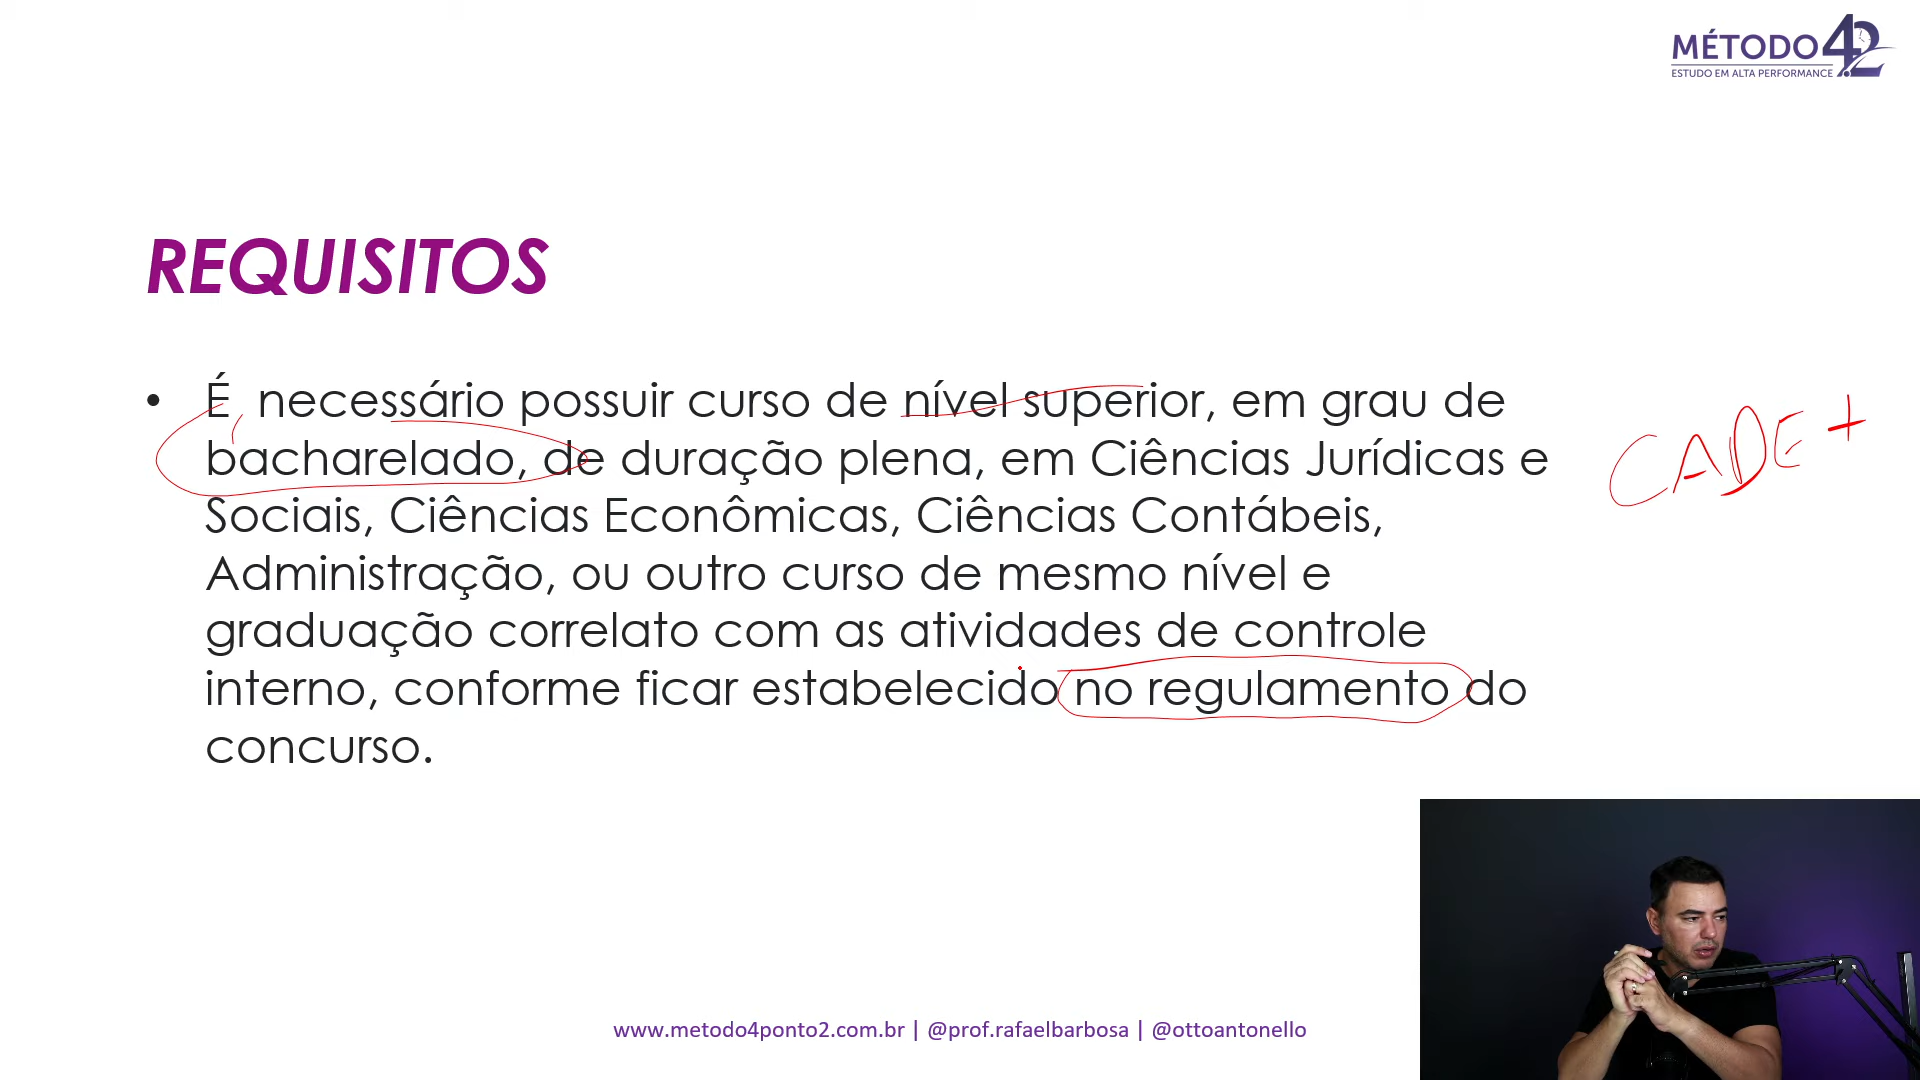 MÉTODO 4.2
ESTUDO EM ALTA PERFORMANCE
REQUISITOS
• É necessário possuir curso de nível superior, em grau de
bacharelado, de duração plena, em Ciências Jurídicas e
Sociais, Ciências Econômicas, Ciências Contábeis,
Administração, ou outro curso de mesmo nível e
graduação correlato com as atividades de controle
interno, conforme ficar estabelecido no regulamento do
concurso.
CADE +
www.metodo4ponto2.com.br | @prof.rafaelbarbosa | @ottoantonello